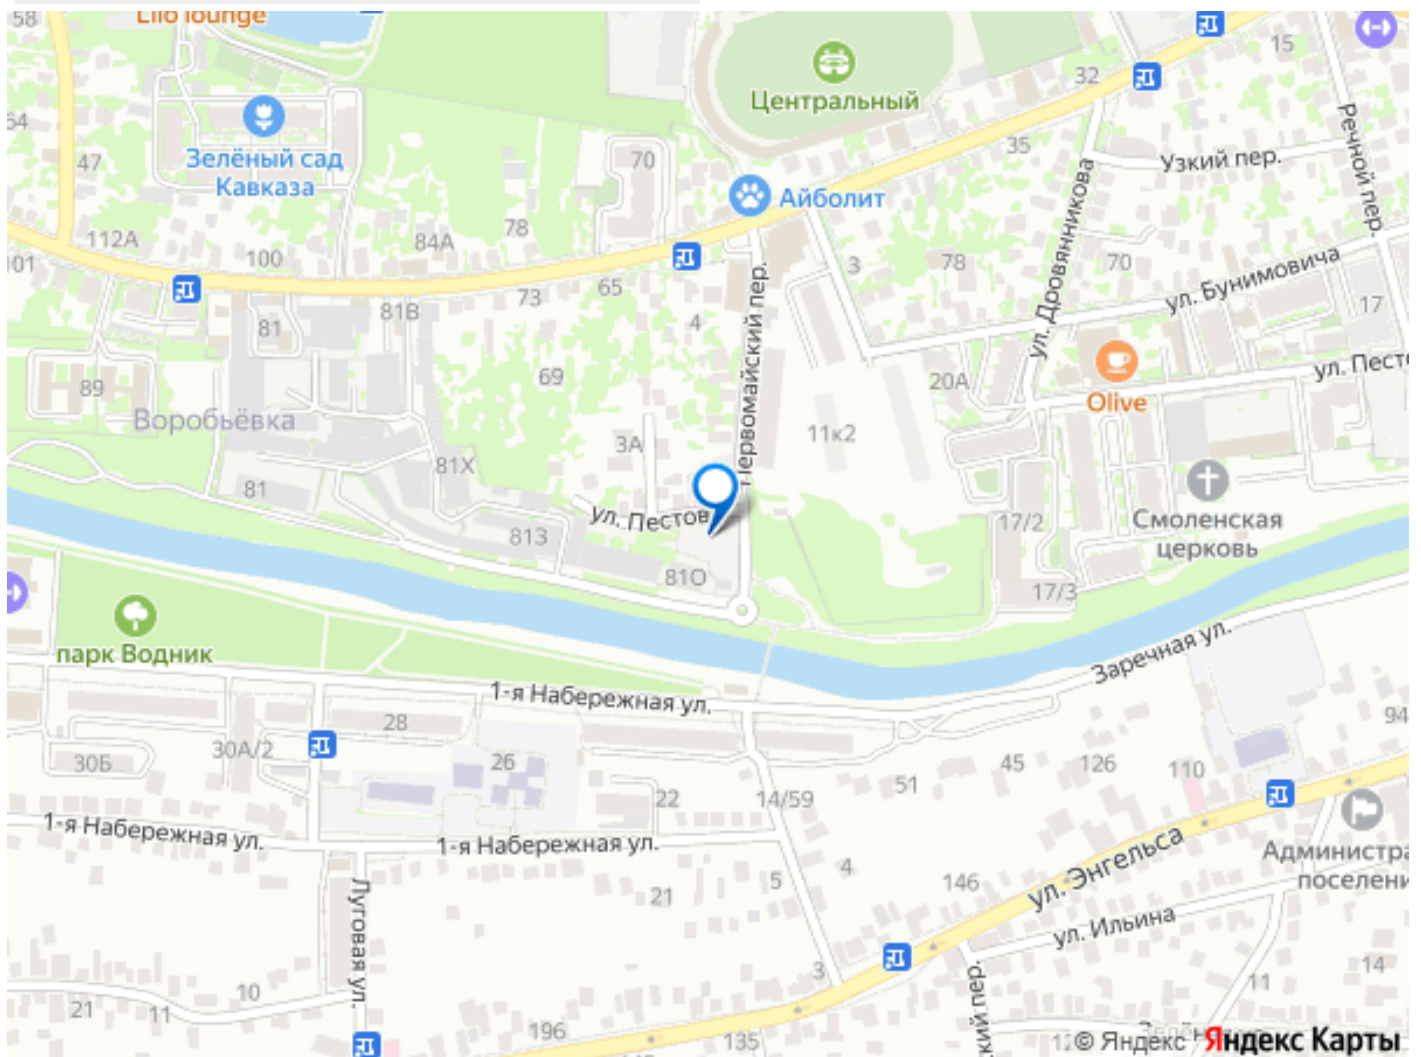 58
Lilo lounge
Центральный
15
32
54
47
Зелёный сад
Кавказа
70
35
Узкий пер.
Речной пер.
Айболит
78
84А
112А
100
101
3
78
70
ул. Дровянникова
ул. Бунимовича
73
65
4
81
81В
17
Первомайский пер.
69
89
20А
Olive
ул. Песто
Воробьёвка
3А
11к2
81Х
81
813
ул. Пестов
17/2
Смоленская
церковь
81О
17/3
парк Водник
Заречная ул.
1-я Набережная ул.
28
30А/2
30Б
26
22
14/59
51
45
126
110
94
1-я Набережная ул.
1-я Набережная ул.
Администра
поселени
ул. Энгельса
21
5
4
146
ул. Ильина
Луговая ул.
10
21
11
3
ский пер.
11
14
196
135
© Яндекс
Яндекс Карты